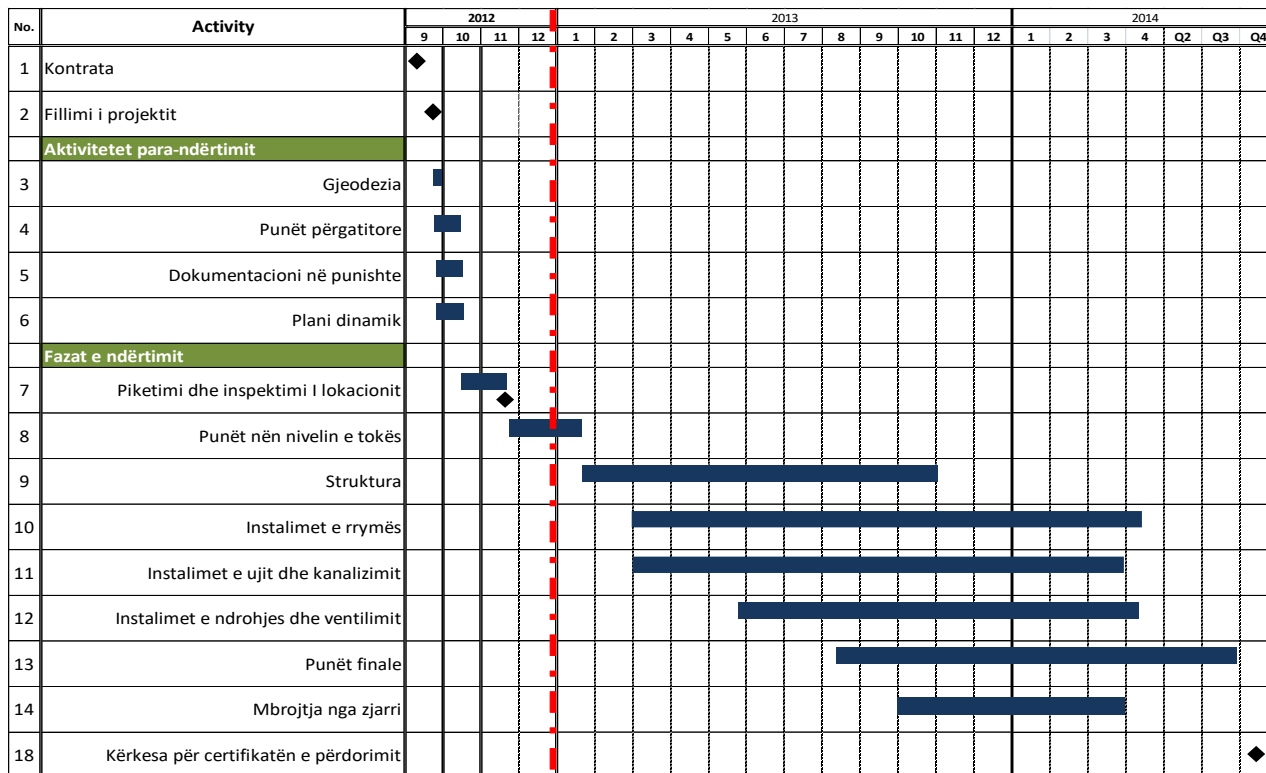 No. Activity 2012 2013 2014
9 10 11 12 1 2 3 4 5 6 7 8 9 10 11 12 1 2 3 4 Q2 Q3 Q4
1 Kontrata
2 Fillimi i projektit
Aktivitetet para-ndërtimit
3 Gjeodezia
4 Punët përgatitore
5 Dokumentacioni në punishte
6 Plani dinamik
Fazat e ndërtimit
7 Piketimi dhe inspektimi I lokacionit
8 Punët nën nivelin e tokës
9 Struktura
10 Instalimet e rrymës
11 Instalimet e ujit dhe kanalizimit
12 Instalimet e ndrohjes dhe ventilimit
13 Punët finale
14 Mbrojtja nga zjarri
18 Kërkesa për certifikatën e përdorimit